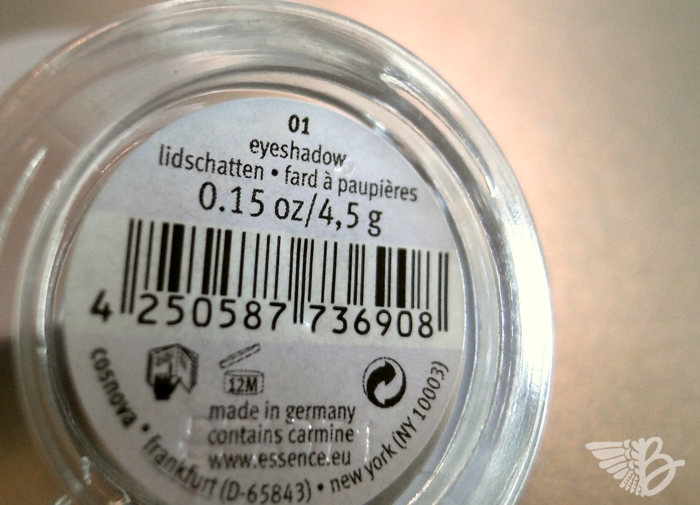 01
eyeshadow
lidschatten • fard à paupières
0.15 oz/4,5 g
4 250587 736908
12M
made in germany
contains carmine
www.essence.eu
cosnova • frankfurt (D-65843) • new york (NY 10003)
B